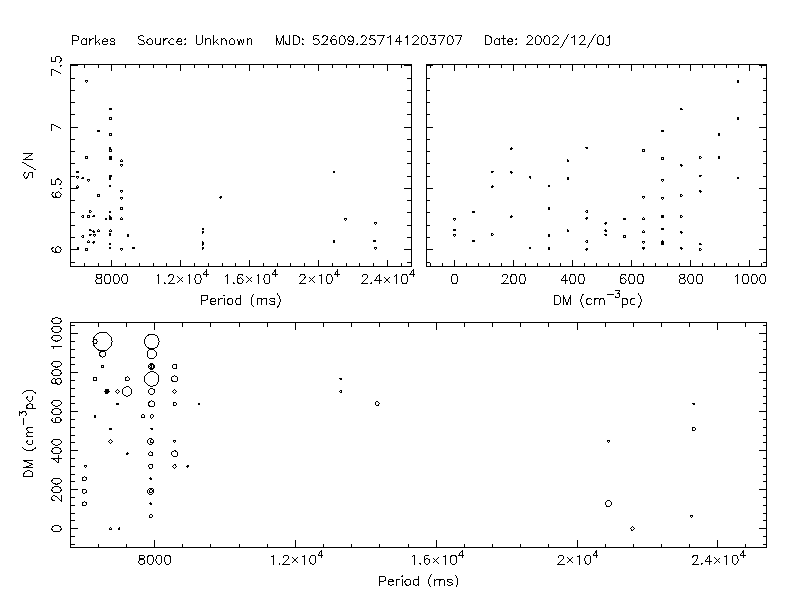 Parkes Source: Unknown MJD: 52609.257141203707 Date: 2002/12/01
S/N
7.5
7
6.5
6
8000 1.2×10⁴ 1.6×10⁴ 2×10⁴ 2.4×10⁴
Period (ms)
0 200 400 600 800 1000
DM (cm⁻³pc)
DM (cm⁻³pc)
1000
800
600
400
200
0
8000 1.2×10⁴ 1.6×10⁴ 2×10⁴ 2.4×10⁴
Period (ms)